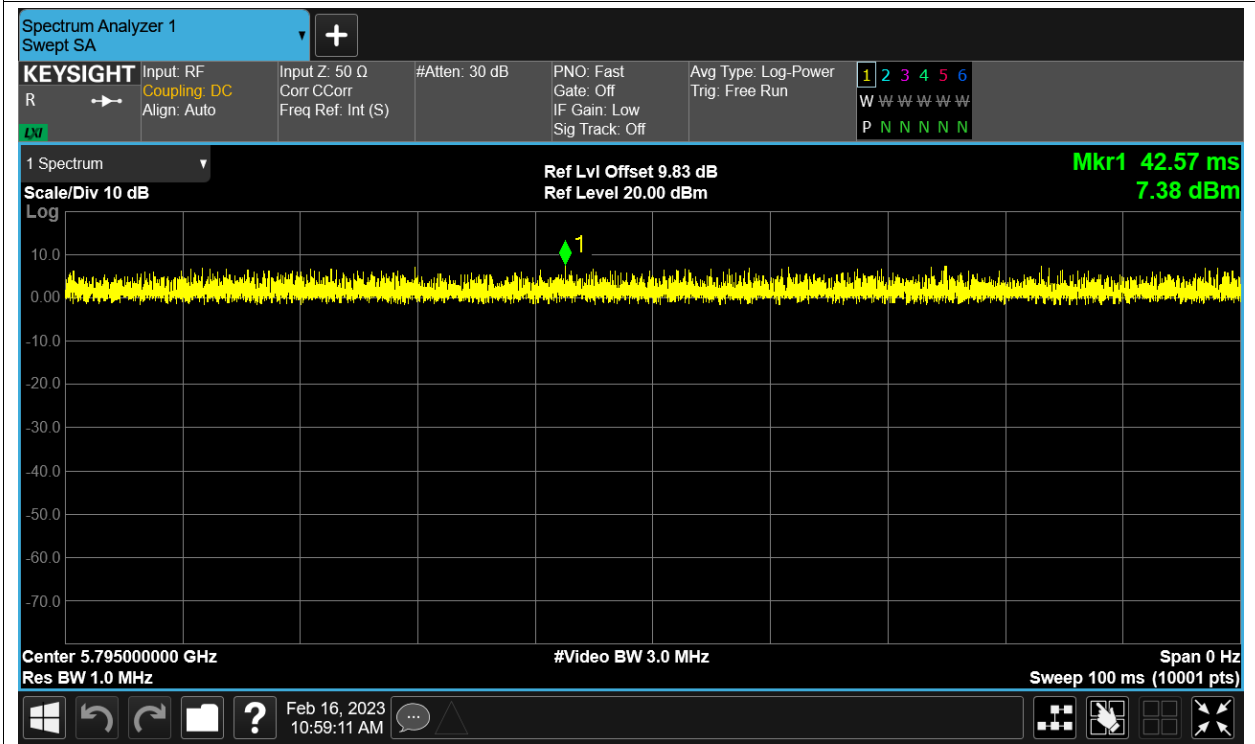 Spectrum Analyzer 1
Swept SA
KEYSIGHT
R
LXI
Input: RF
Coupling: DC
Align: Auto
Input Z: 50 Ω
Corr CCorr
Freq Ref: Int (S)
#Atten: 30 dB
PNO: Fast
Gate: Off
IF Gain: Low
Sig Track: Off
Avg Type: Log-Power
Trig: Free Run
1 2 3 4 5 6
W W W W W W
P N N N N N
1 Spectrum
Scale/Div 10 dB
Log
Ref Lvl Offset 9.83 dB
Ref Level 20.00 dBm
Mkr1 42.57 ms
7.38 dBm
1
10.0
0.00
-10.0
-20.0
-30.0
-40.0
-50.0
-60.0
-70.0
Center 5.795000000 GHz
Res BW 1.0 MHz
#Video BW 3.0 MHz
Span 0 Hz
Sweep 100 ms (10001 pts)
?
Feb 16, 2023
10:59:11 AM